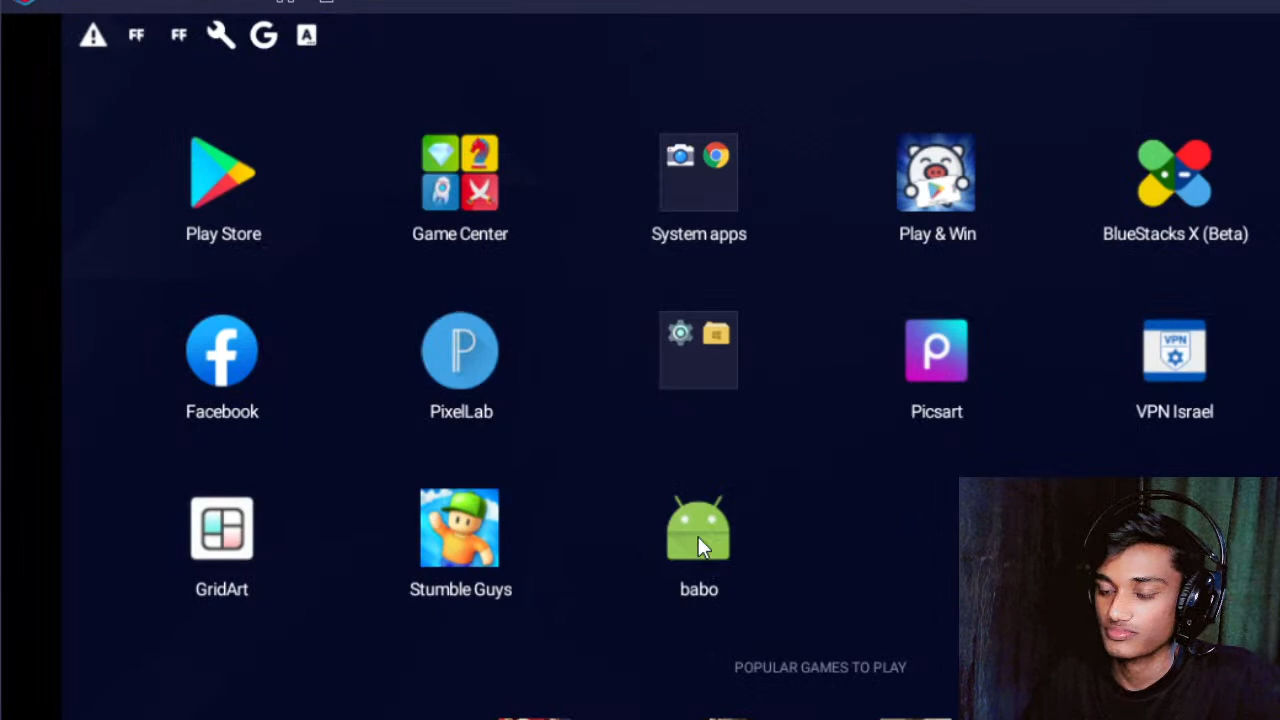 FF FF G A
Play Store Game Center System apps Play & Win BlueStacks X (Beta)
VPN
Facebook PixelLab Picsart VPN Israel
GridArt Stumble Guys babo
POPULAR GAMES TO PLAY